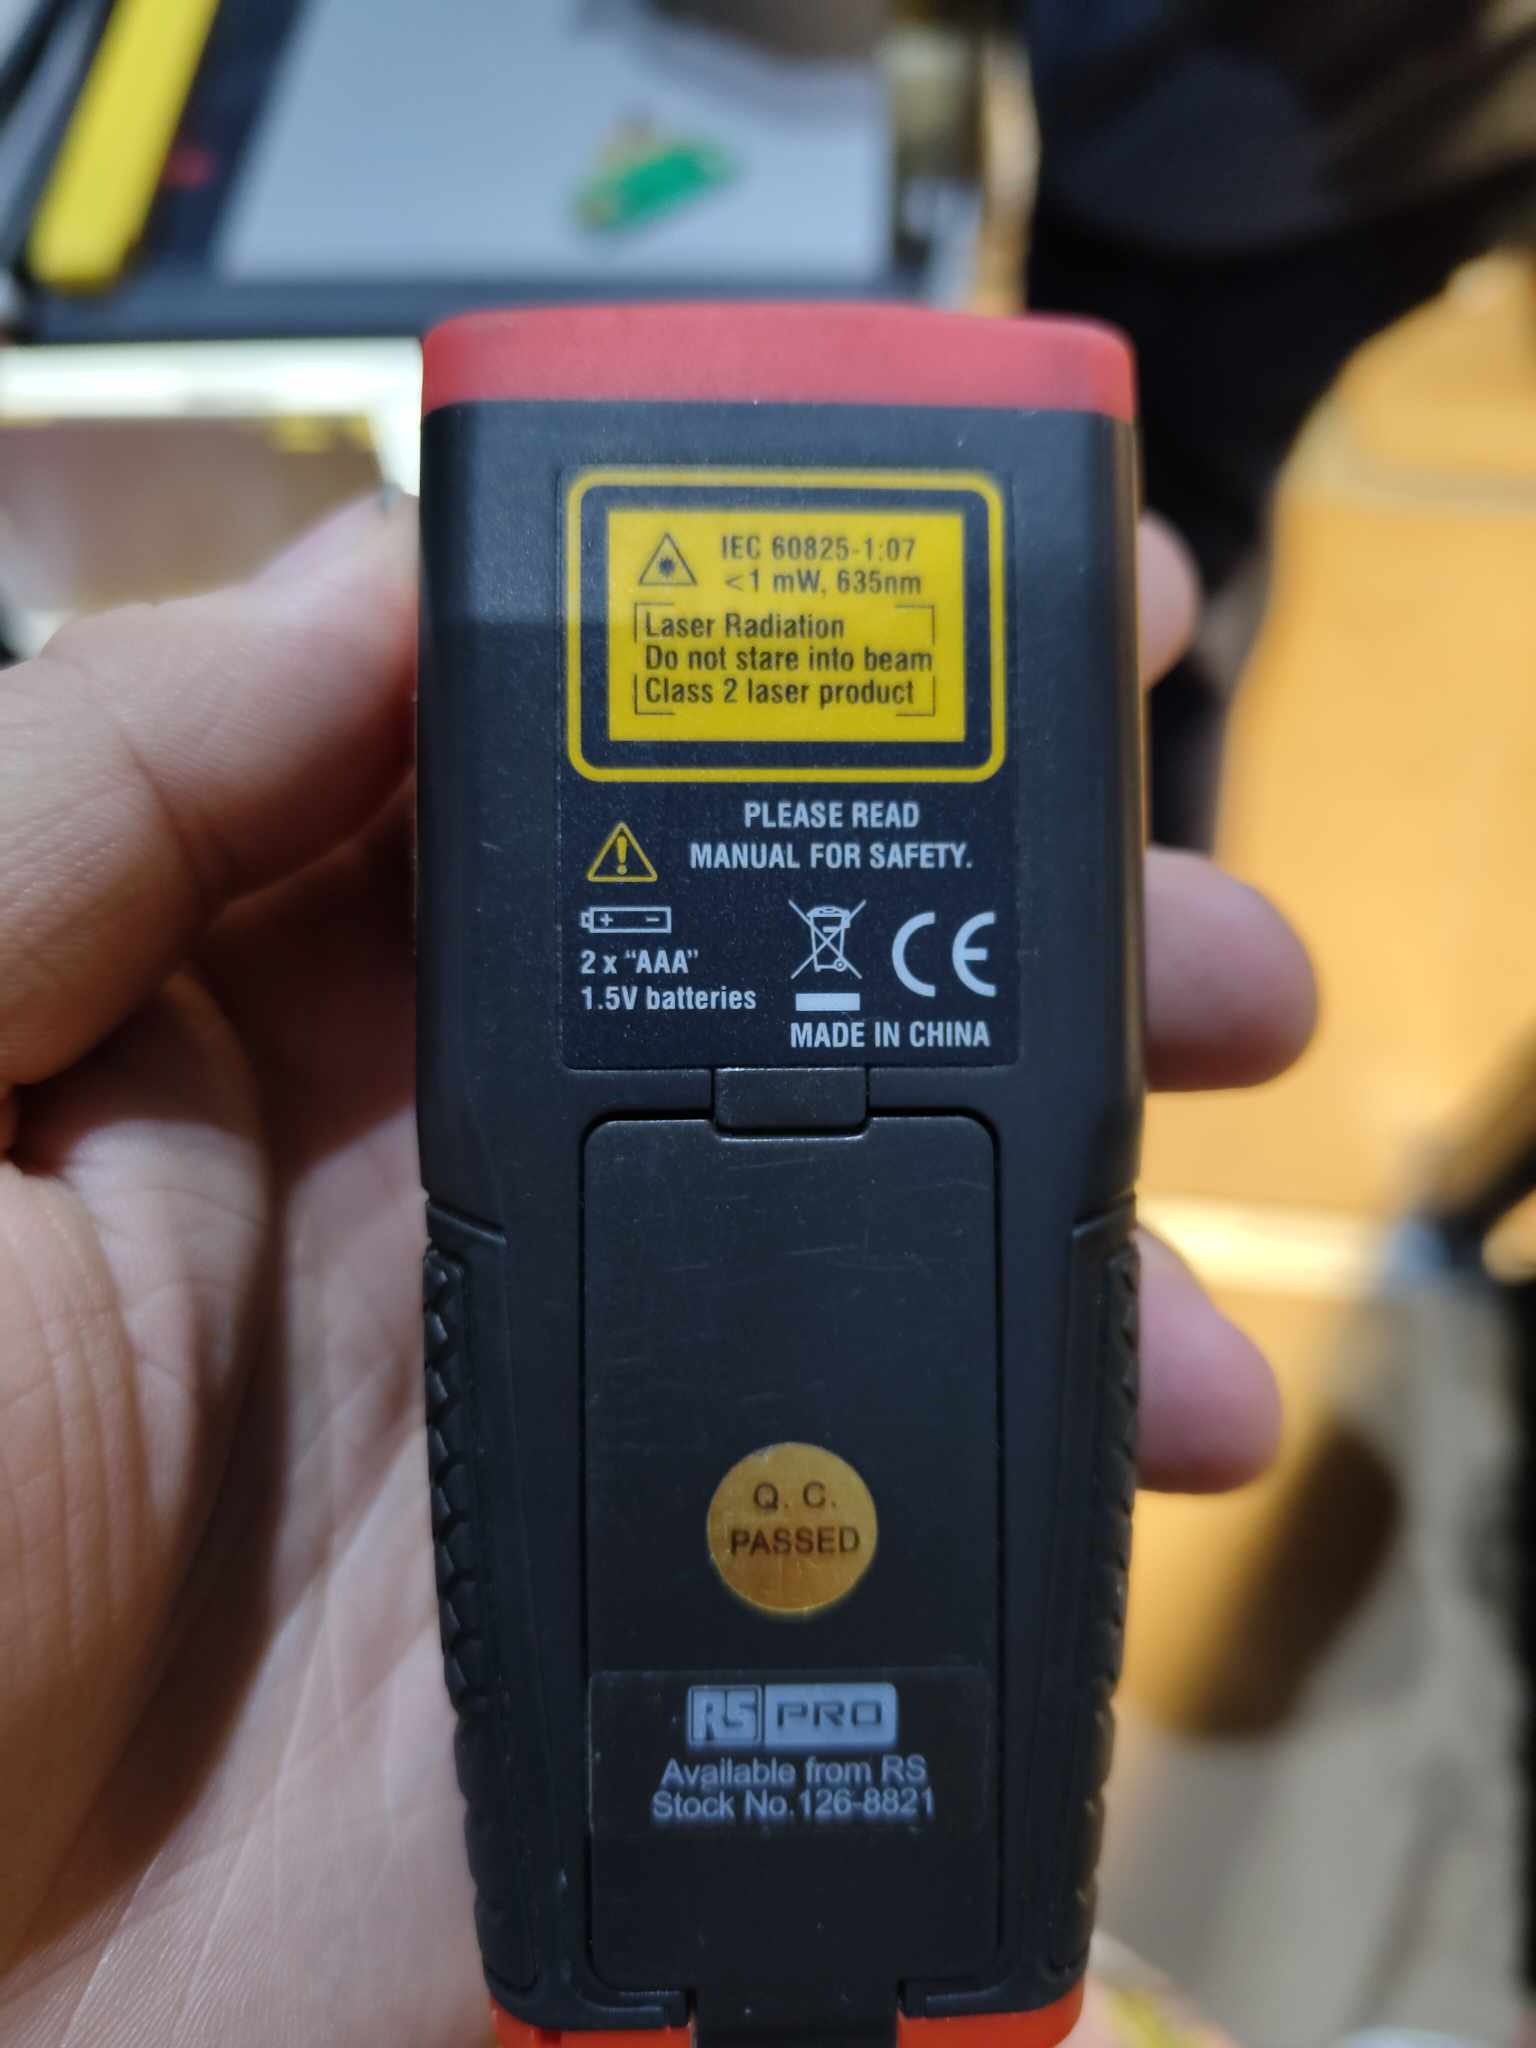 IEC 60825-1:07
<1 mW, 635nm
Laser Radiation
Do not stare into beam
Class 2 laser product
PLEASE READ
MANUAL FOR SAFETY.
2 x “AAA”
1.5V batteries
CE
MADE IN CHINA
Q. C.
PASSED
RS PRO
Available from RS
Stock No.126-8821